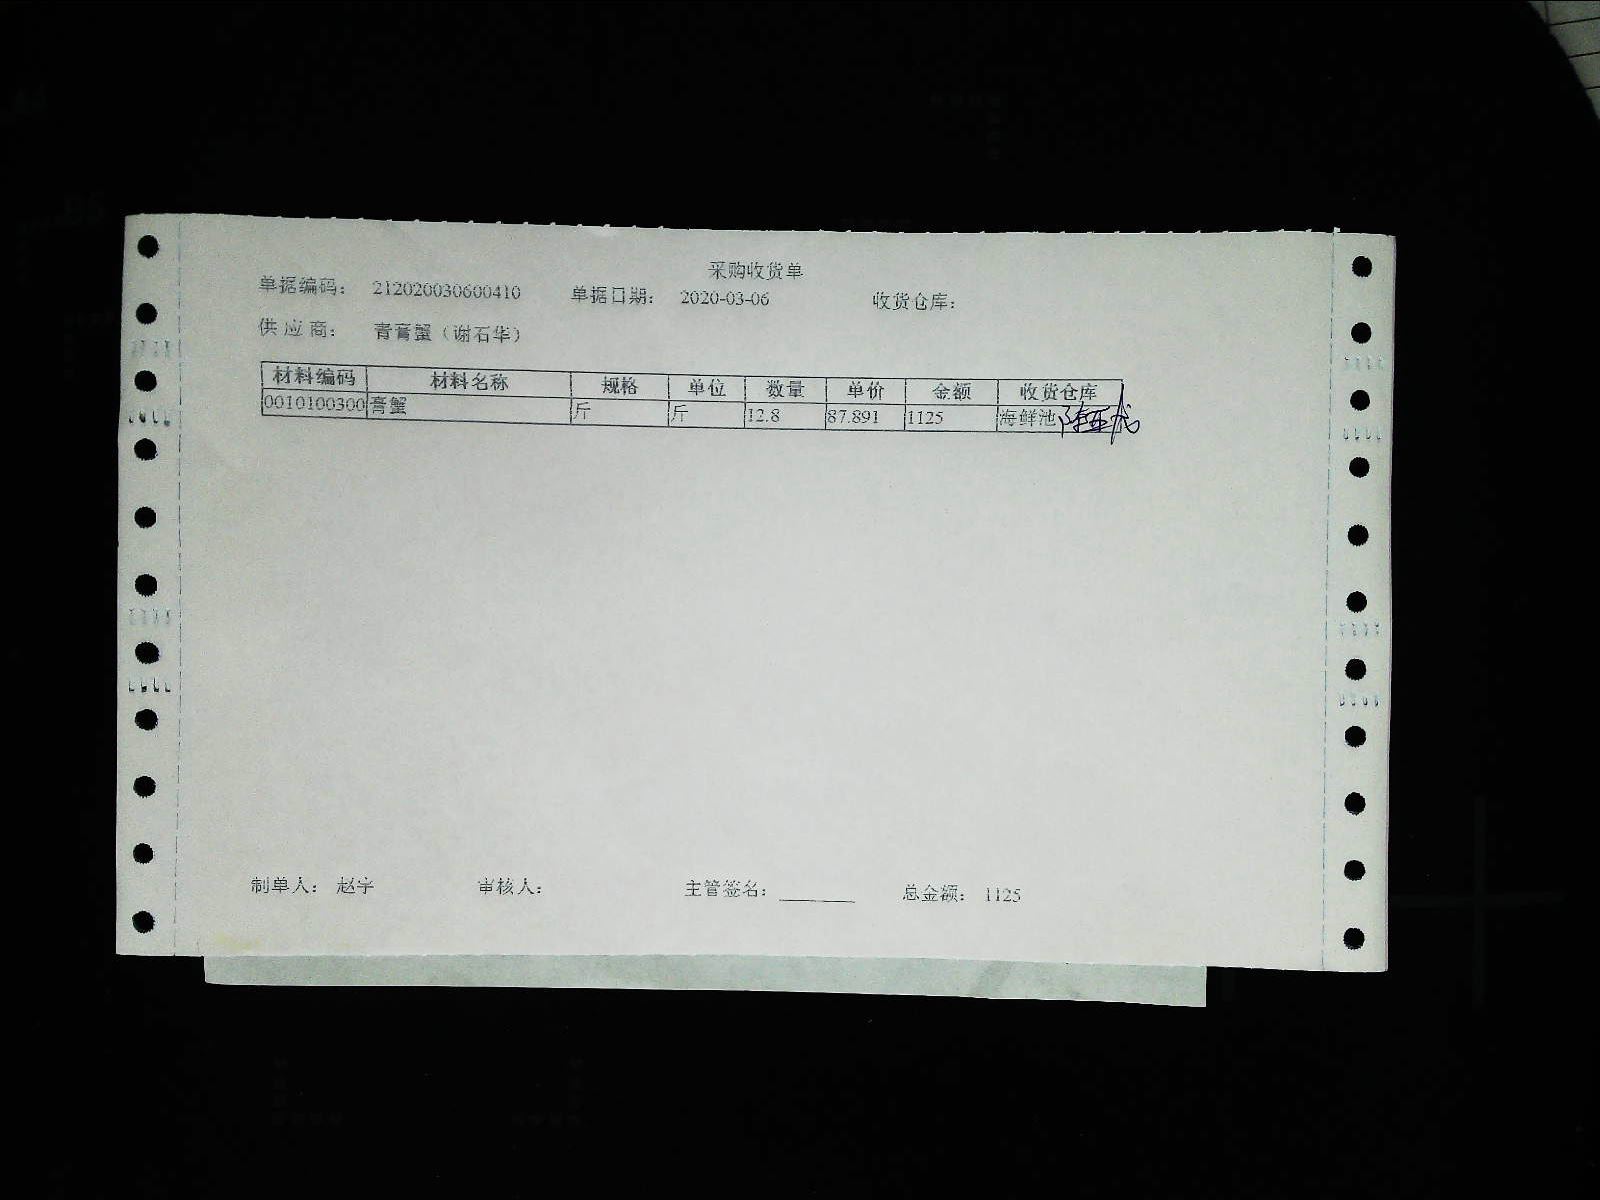 采购收货单
单据编码： 212020030600410 单据日期： 2020-03-06 收货仓库：
供 应 商： 青膏蟹（谢石华）
材料编码 材料名称 规格 单位 数量 单价 金额 收货仓库
0010100300 膏蟹 斤 斤 12.8 87.891 1125 海鲜池
制单人： 赵宇 审核人： 主管签名： 总金额： 1125